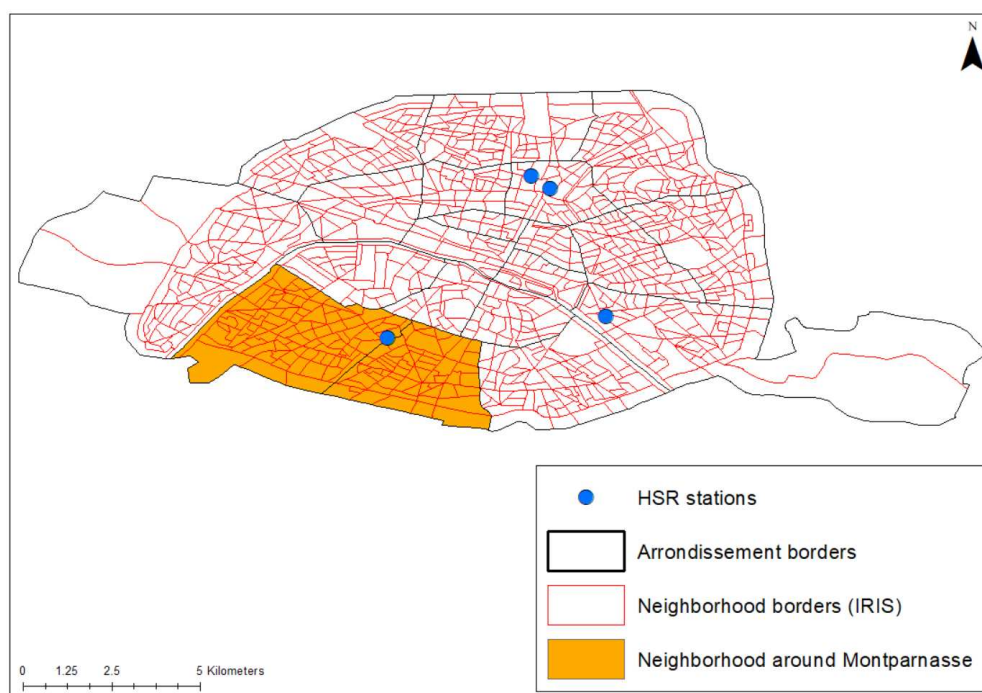 N
HSR stations
Arrondissement borders
Neighborhood borders (IRIS)
Neighborhood around Montparnasse
0 1.25 2.5 5 Kilometers